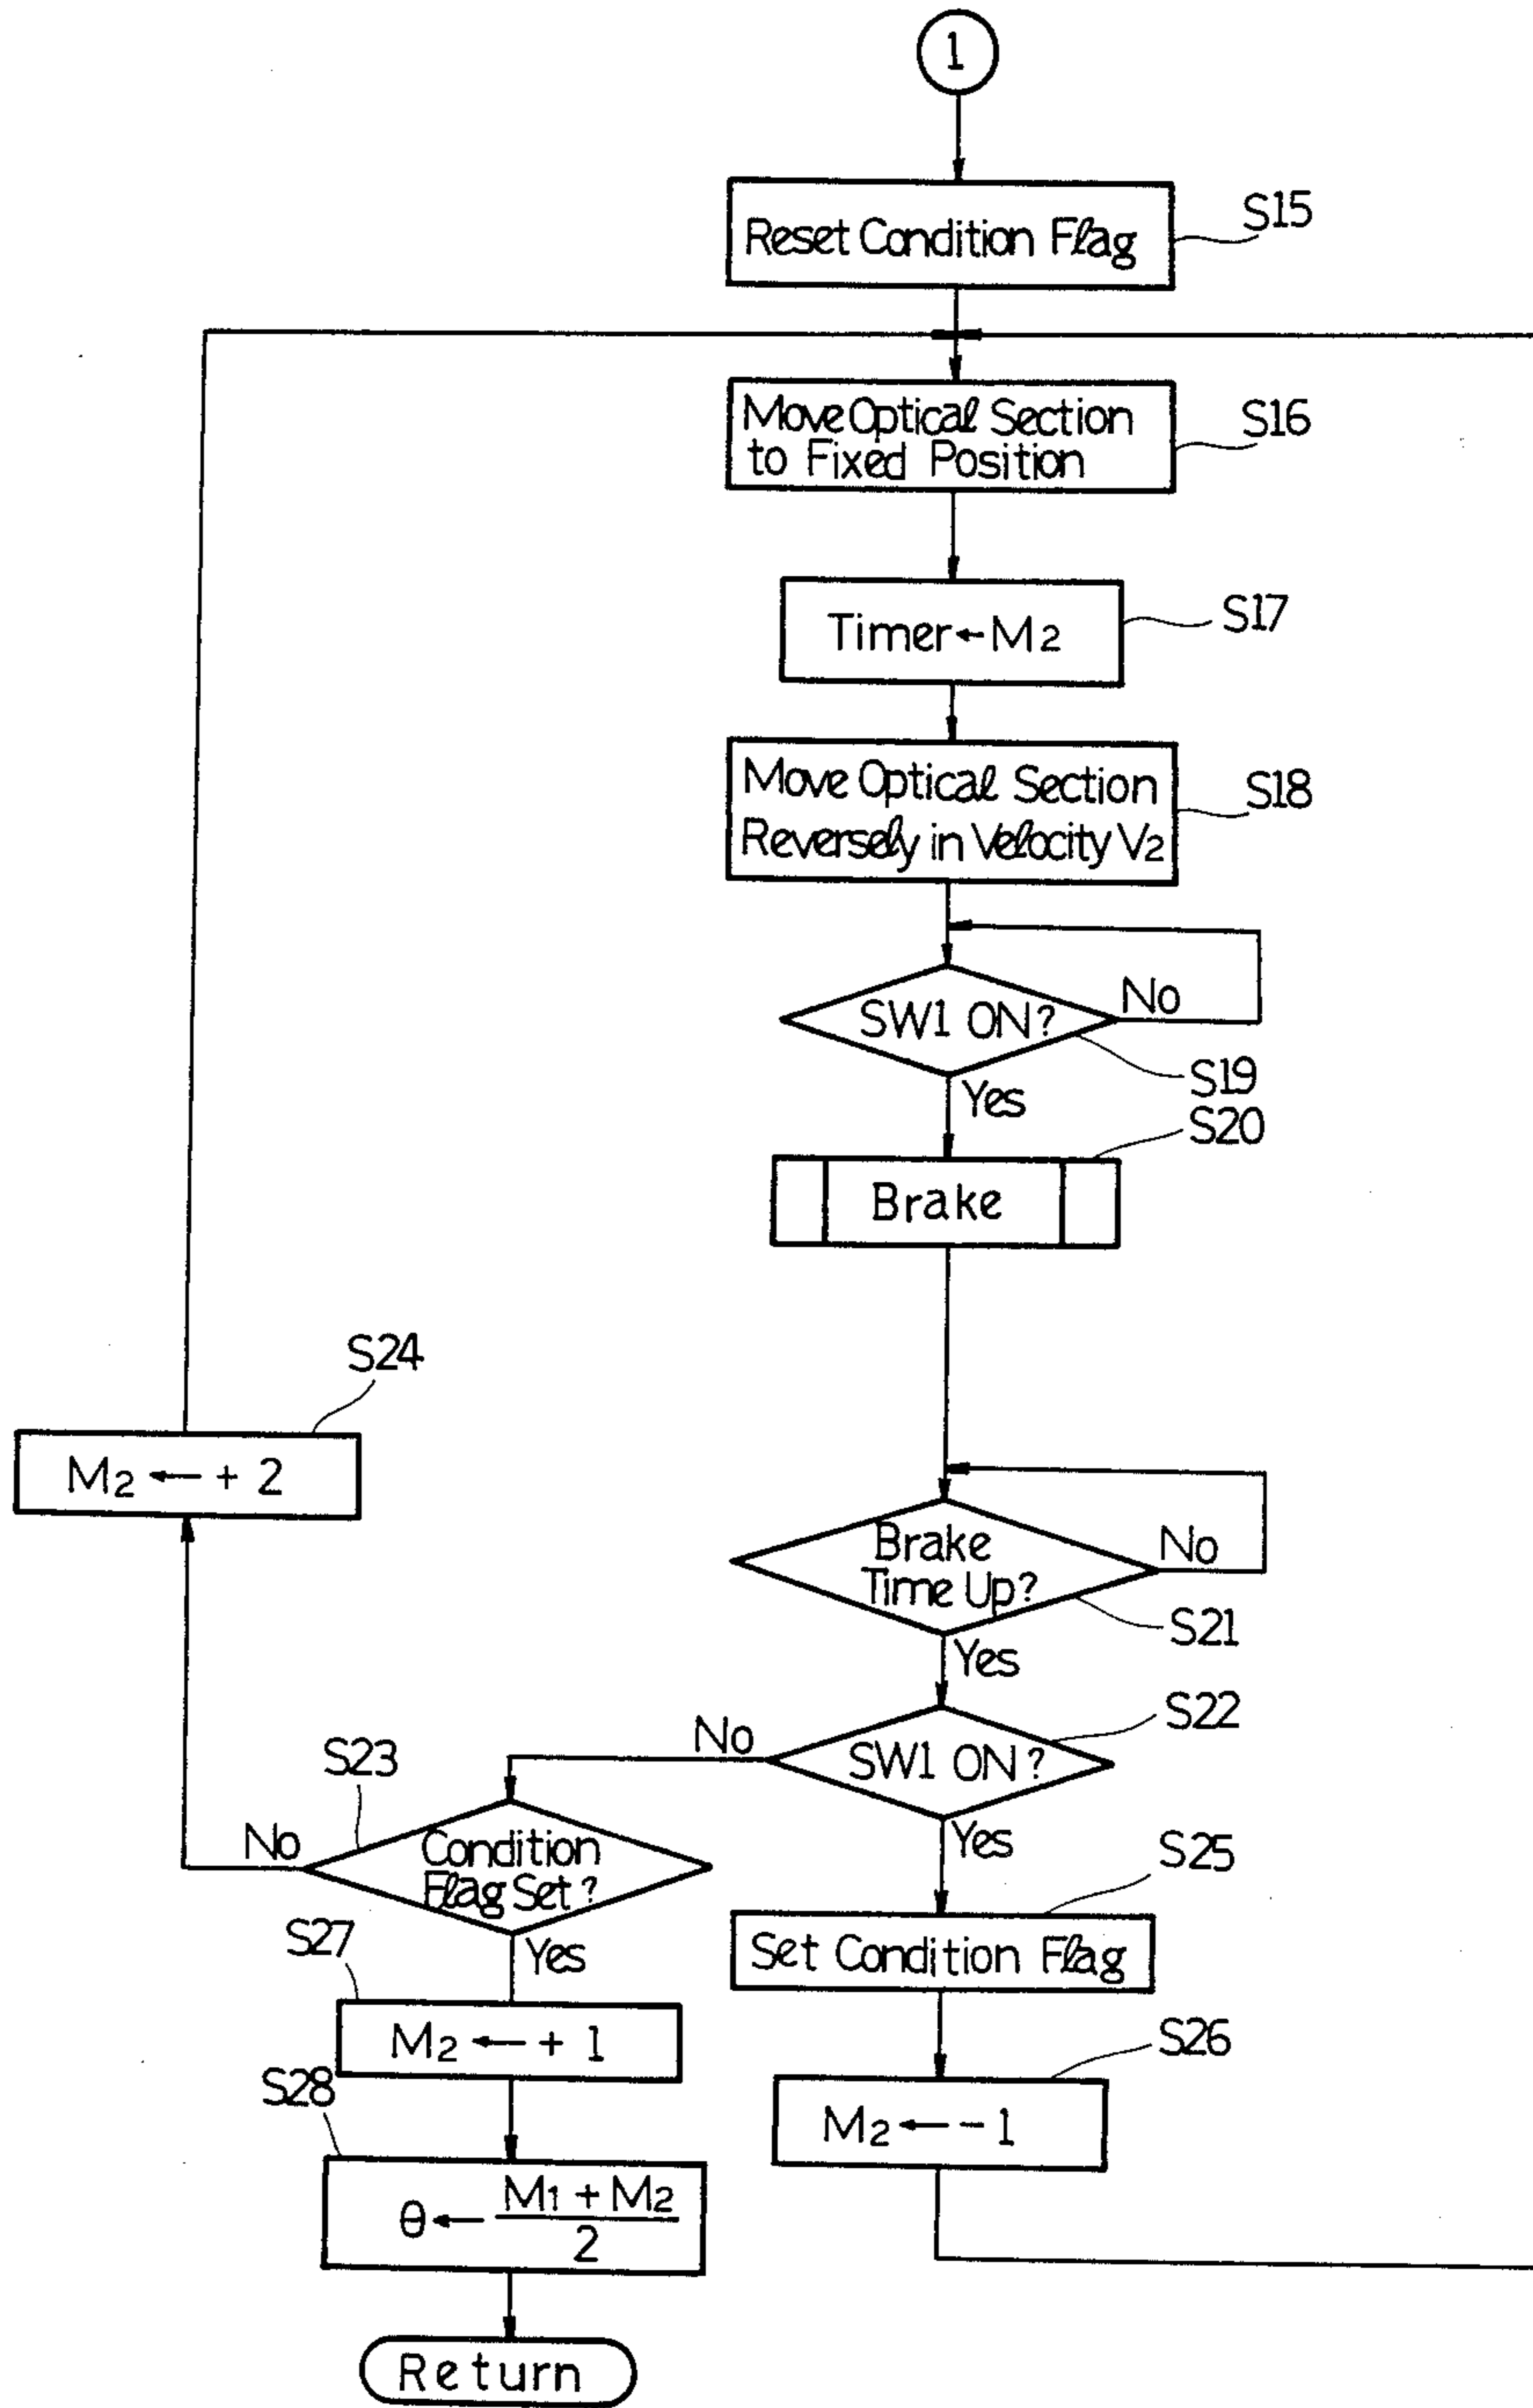 1
Reset Condition Flag
S15
Move Optical Section
to Fixed Position
S16
Timer ← M2
S17
Move Optical Section
Reversely in Velocity V2
S18
SW1 ON?
No
S19
Yes
S20
Brake
S24
M2 ← + 2
Brake
Time Up?
No
S21
Yes
S22
SW1 ON?
No
S23
Yes
Condition
Flag Set?
No
S25
Set Condition Flag
S27
Yes
M2 ← + 1
S26
M2 ← - 1
S28
θ ← M1 + M2
2
Return